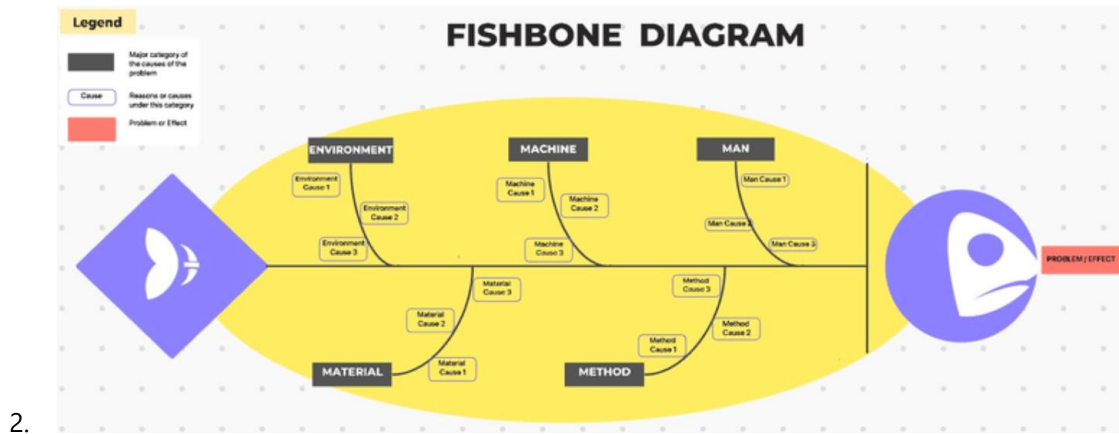 Legend
FISHBONE DIAGRAM
Major category of
the causes of the
problem
Cause
Reasons or causes
under this category
Problem or Effect
ENVIRONMENT
MACHINE
MAN
Environment
Cause 1
Environment
Cause 2
Environment
Cause 3
Machine
Cause 1
Machine
Cause 2
Machine
Cause 3
Man Cause 1
Man Cause 2
Man Cause 3
PROBLEM / EFFECT
Material
Cause 3
Material
Cause 2
Material
Cause 1
Method
Cause 3
Method
Cause 2
Method
Cause 1
MATERIAL
METHOD
2.